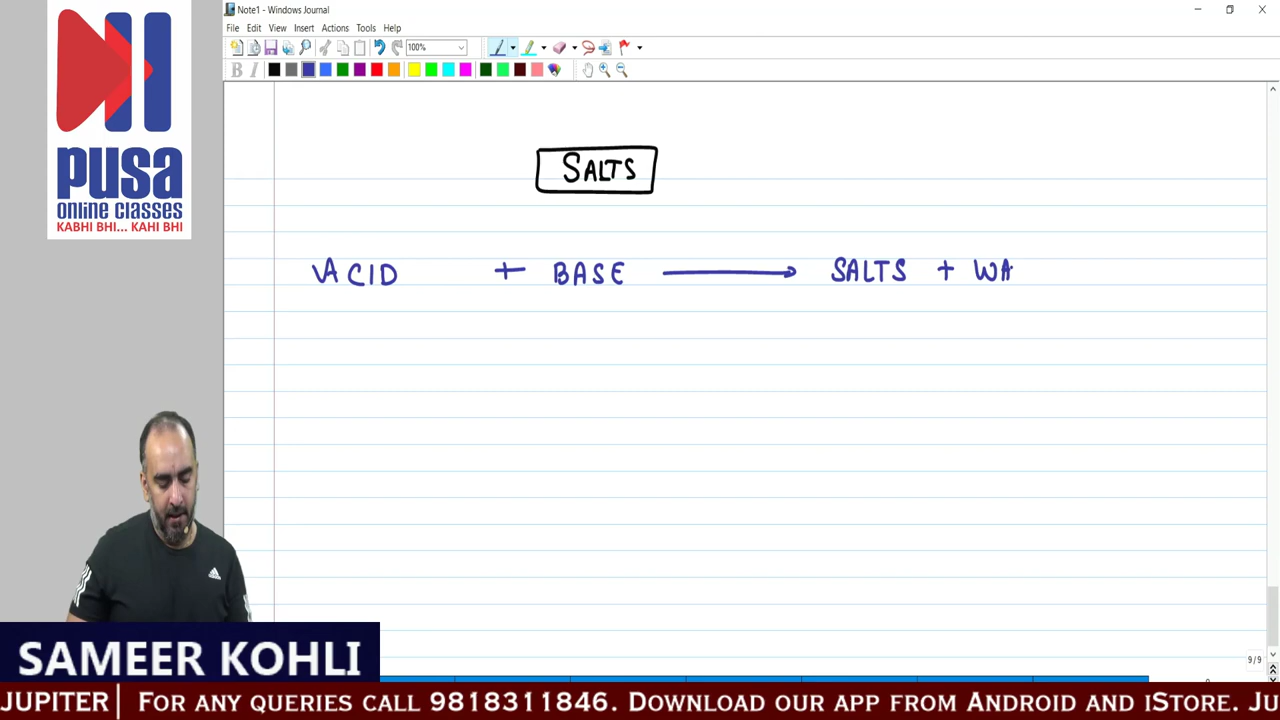 Note1 - Windows Journal
File Edit View Insert Actions Tools Help
100%
B I
PUSA
ONLINE CLASSES
KABHI BHI... KAHI BHI
SALTS
ACID + BASE → SALTS + WA
9/9
SAMEER KOHLI
JUPITER| FOR ANY QUERIES CALL 9818311846. DOWNLOAD OUR APP FROM ANDROID AND ISTORE. JU